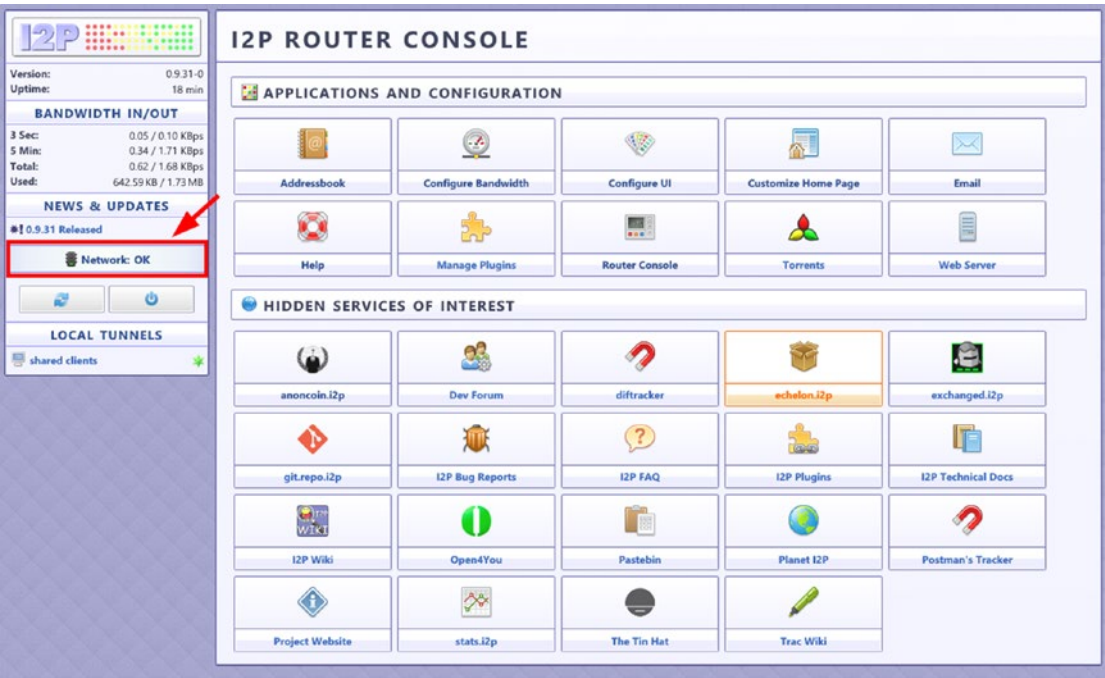 I2P
Version: 0.9.31-0
Uptime: 18 min
BANDWIDTH IN/OUT
3 Sec: 0.05 / 0.10 KBps
5 Min: 0.34 / 1.71 KBps
Total: 0.62 / 1.68 KBps
Used: 642.59 KB / 1.73 MB
NEWS & UPDATES
0.9.31 Released
Network: OK
LOCAL TUNNELS
shared clients
I2P ROUTER CONSOLE
APPLICATIONS AND CONFIGURATION
Addressbook Configure Bandwidth Configure UI Customize Home Page Email
Help Manage Plugins Router Console Torrents Web Server
HIDDEN SERVICES OF INTEREST
anoncoin.i2p Dev Forum diftracker echelon.i2p exchanged.i2p
git.repo.i2p I2P Bug Reports I2P FAQ I2P Plugins I2P Technical Docs
WIKI
I2P Wiki Open4You Pastebin Planet I2P Postman's Tracker
Project Website stats.i2p The Tin Hat Trac Wiki